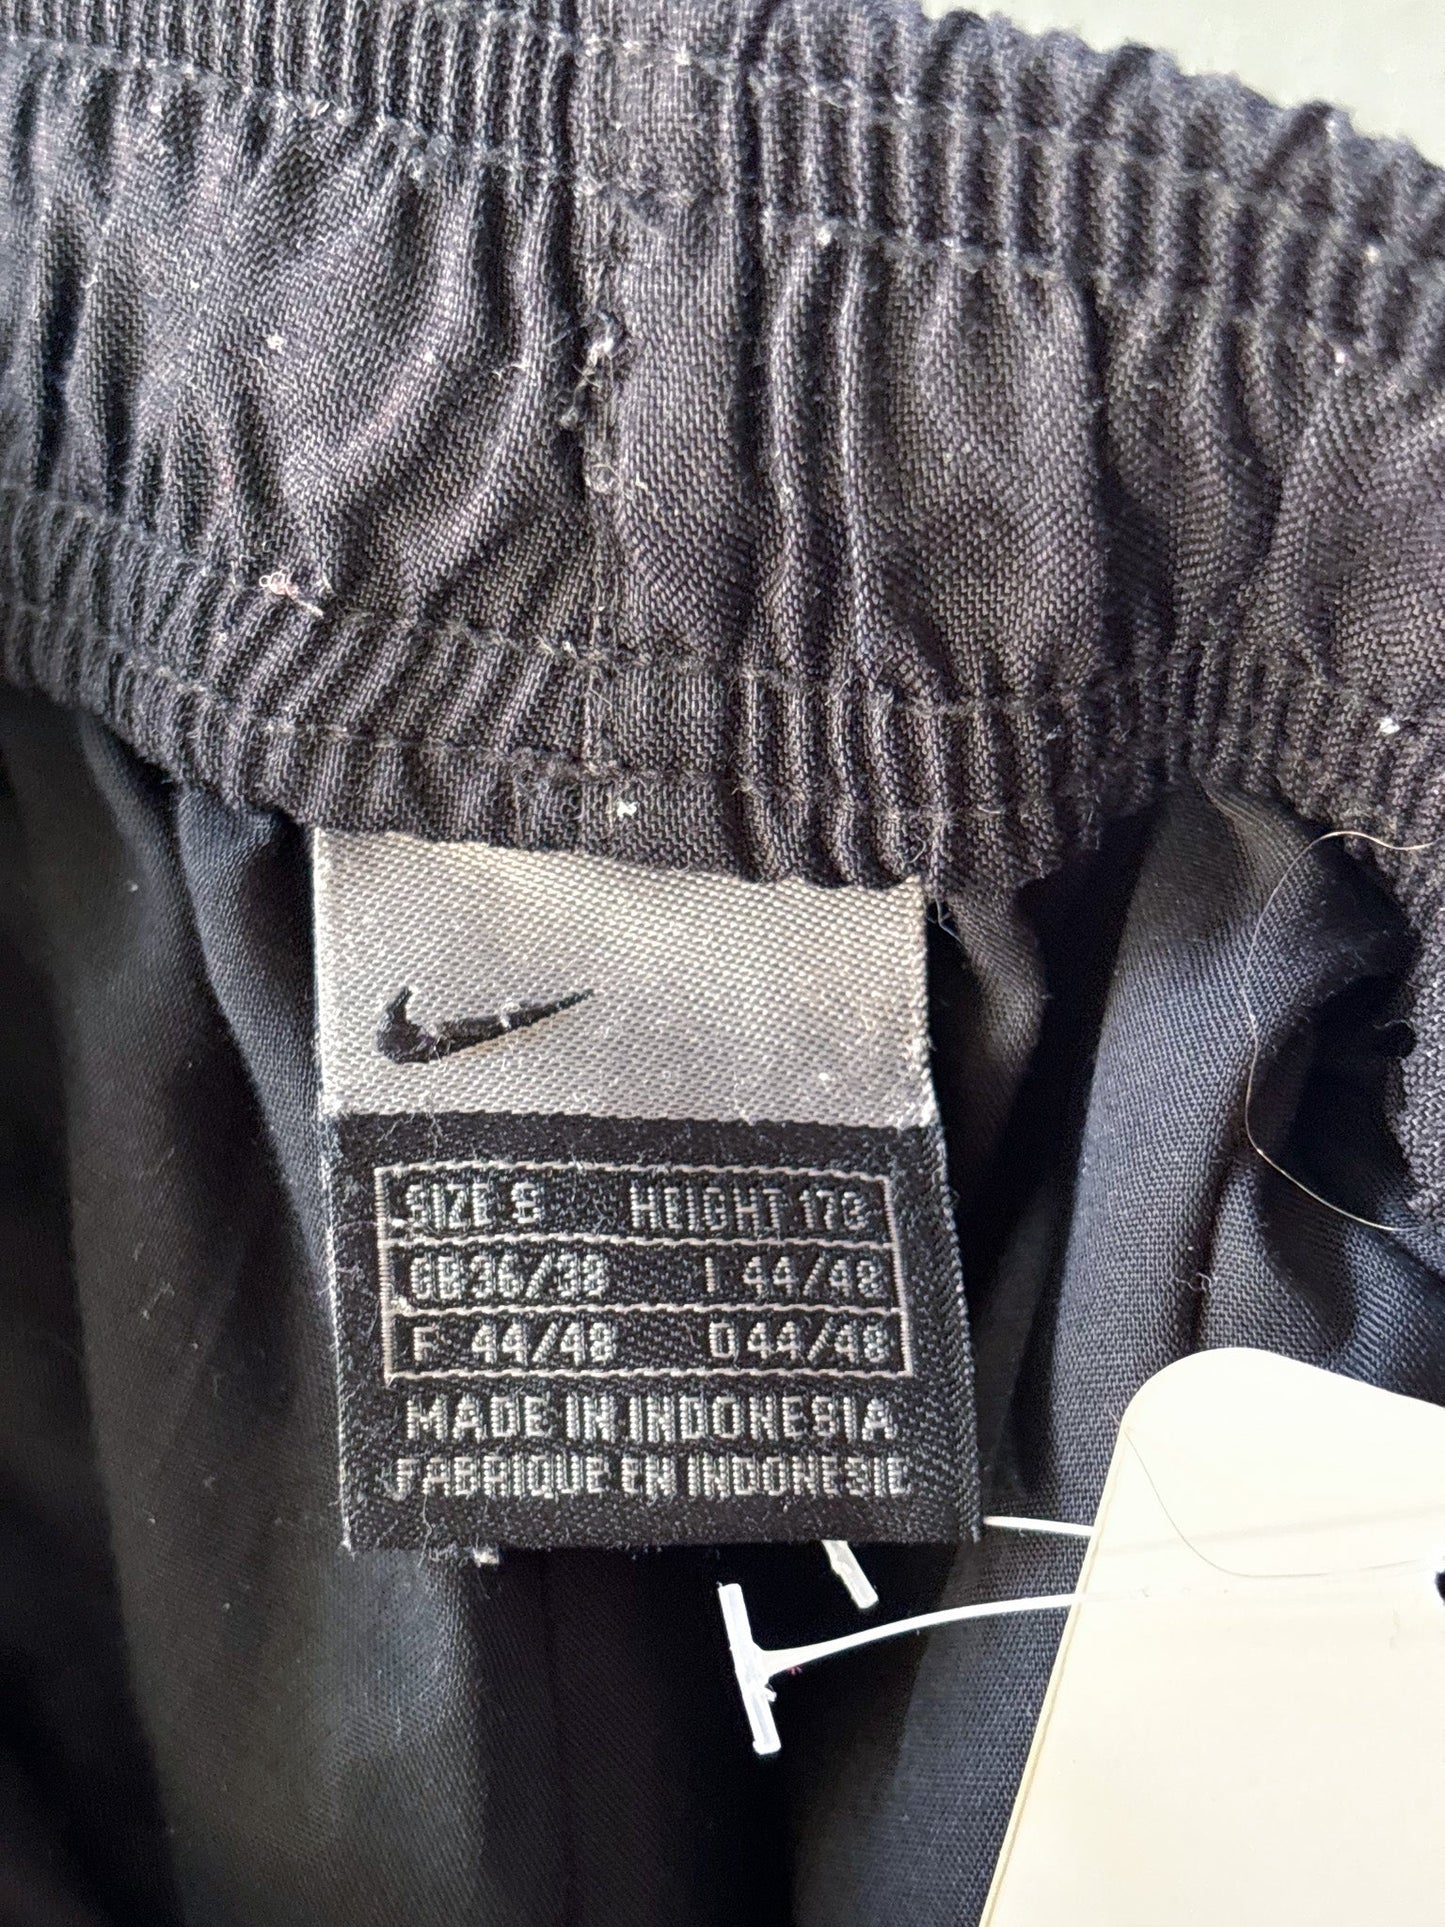 SIZE S HEIGHT 173
GB 36/38 I 44/48
F 44/48 D 44/48
MADE IN INDONESIA
FABRIQUE EN INDONESIE